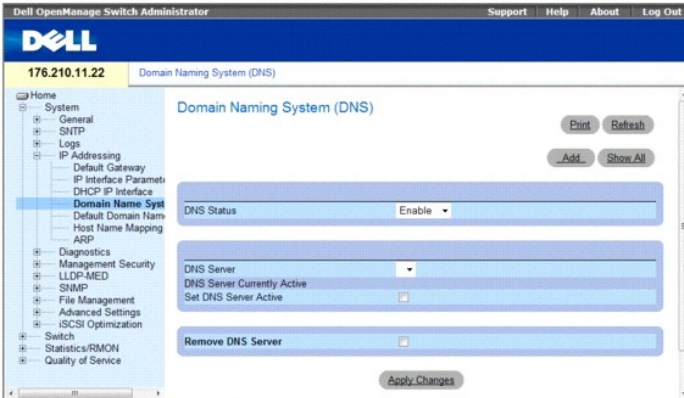 Dell OpenManage Switch Administrator
Support Help About Log Out
DELL
176.210.11.22
Domain Naming System (DNS)
Home
System
General
SNTP
Logs
IP Addressing
Default Gateway
IP Interface Paramete
DHCP IP Interface
Domain Name Syst
Default Domain Nam
Host Name Mapping
ARP
Diagnostics
Management Security
LLDP-MED
SNMP
File Management
Advanced Settings
iSCSI Optimization
Switch
Statistics/RMON
Quality of Service
Domain Naming System (DNS)
Print Refresh
Add Show All
DNS Status Enable
DNS Server
DNS Server Currently Active
Set DNS Server Active
Remove DNS Server
Apply Changes